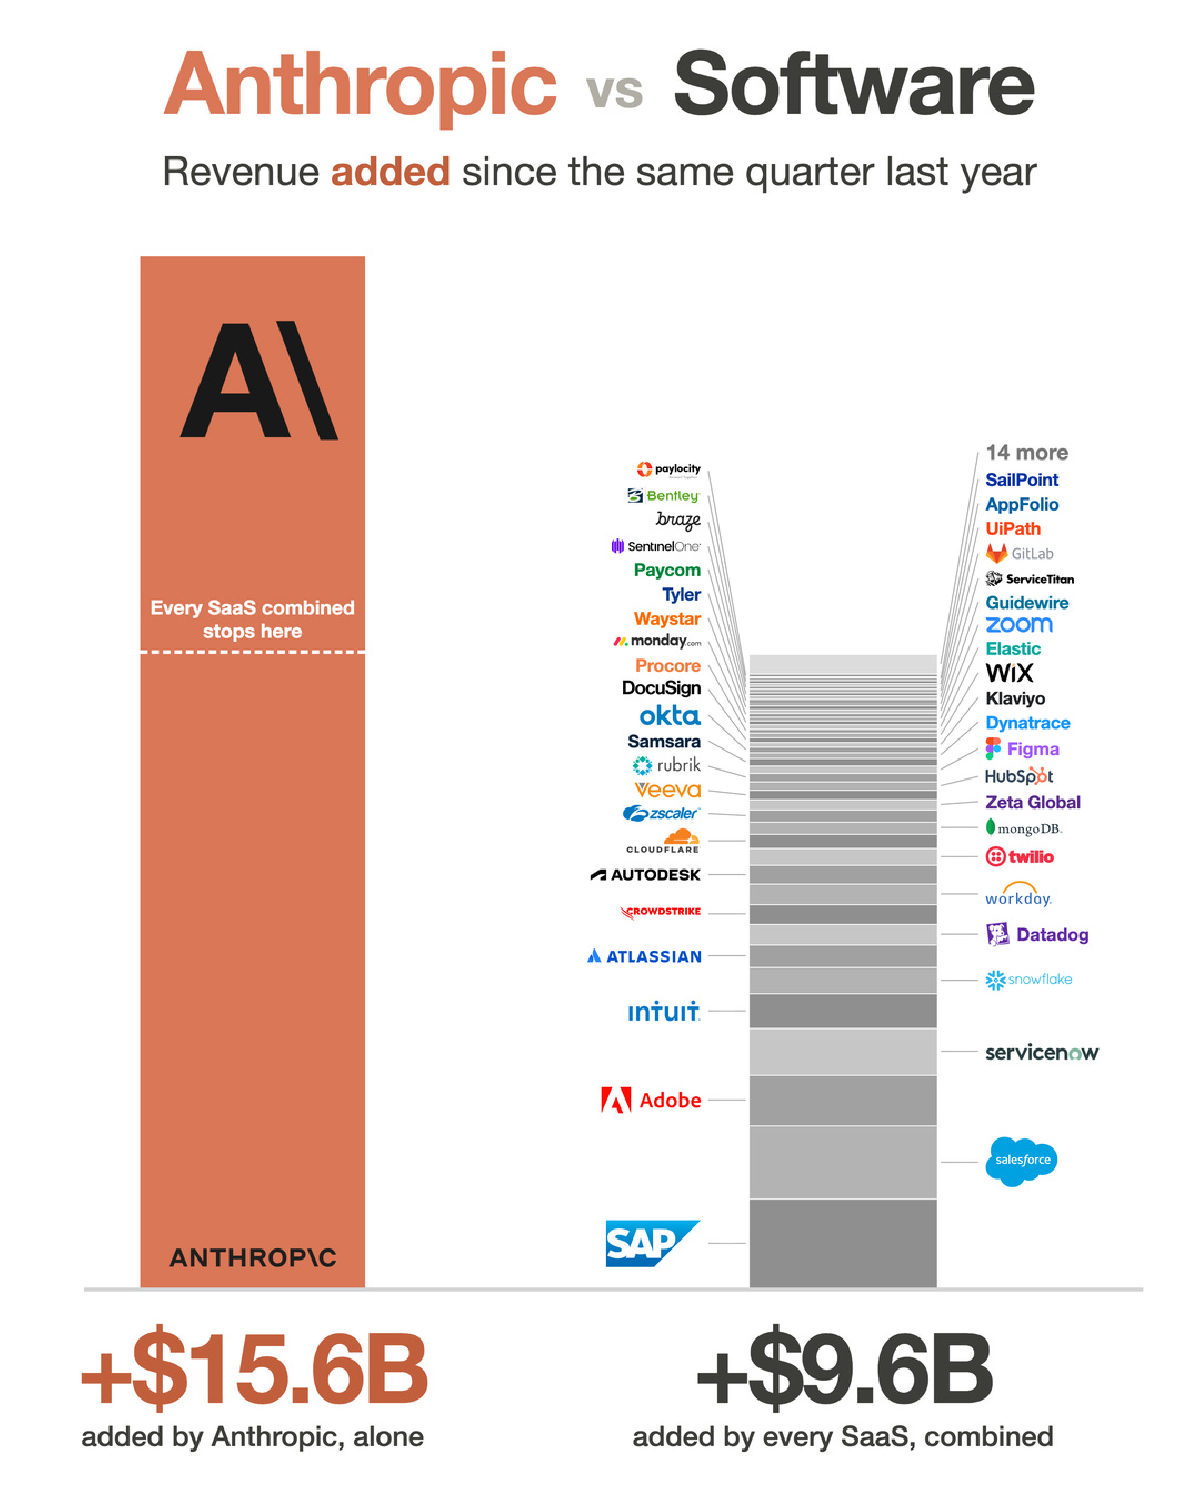 Anthropic vs Software
Revenue added since the same quarter last year
A\
Every SaaS combined
stops here
ANTHROP\C
paylocity
Bentley
braze
SentinelOne
Paycom
Tyler
Waystar
monday.com
Procore
DocuSign
okta
Samsara
rubrik
Veeva
zscaler
CLOUDFLARE
AUTODESK
CROWDSTRIKE
ATLASSIAN
INTUIT
Adobe
SAP
14 more
SailPoint
AppFolio
UiPath
GitLab
ServiceTitan
Guidewire
zoom
Elastic
WiX
Klaviyo
Dynatrace
Figma
HubSpot
Zeta Global
mongoDB.
twilio
workday.
Datadog
snowflake
servicenow
salesforce
+$15.6B
added by Anthropic, alone
+$9.6B
added by every SaaS, combined